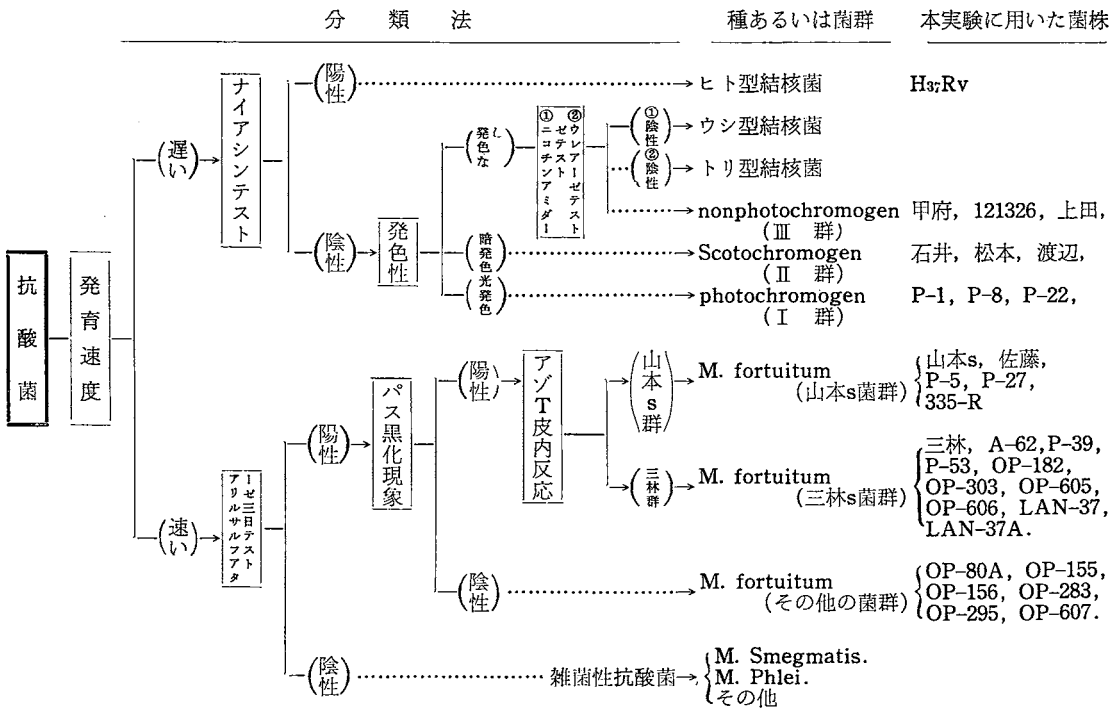 分類法　種あるいは菌群　本実験に用いた菌株
抗酸菌
発育速度
(遅い)
ナイアシンテスト
(陽性)
ヒト型結核菌　H37Rv
(陰性)
発色性
(発色なし)
①ニコチンアミダーゼテスト
②ウレアーゼテスト
(①陰性)
ウシ型結核菌
(②陰性)
トリ型結核菌
nonphotochromogen　甲府, 121326, 上田,
(Ⅲ 群)
(暗発色)
Scotochromogen　石井, 松本, 渡辺,
(Ⅱ 群)
(光発色)
photochromogen　P-1, P-8, P-22,
(Ⅰ 群)
(速い)
アリルサルファターゼ三日テスト
(陽性)
パス黒化現象
(陽性)
アゾT皮内反応
(山本s群)
M. fortuitum
(山本s菌群)
山本s, 佐藤,
P-5, P-27,
335-R
(三林群)
M. fortuitum
(三林s菌群)
三林, A-62, P-39,
P-53, OP-182,
OP-303, OP-605,
OP-606, LAN-37,
LAN-37A.
(陰性)
M. fortuitum
(その他の菌群)
OP-80A, OP-155,
OP-156, OP-283,
OP-295, OP-607.
(陰性)
雑菌性抗酸菌
M. Smegmatis.
M. Phlei.
その他